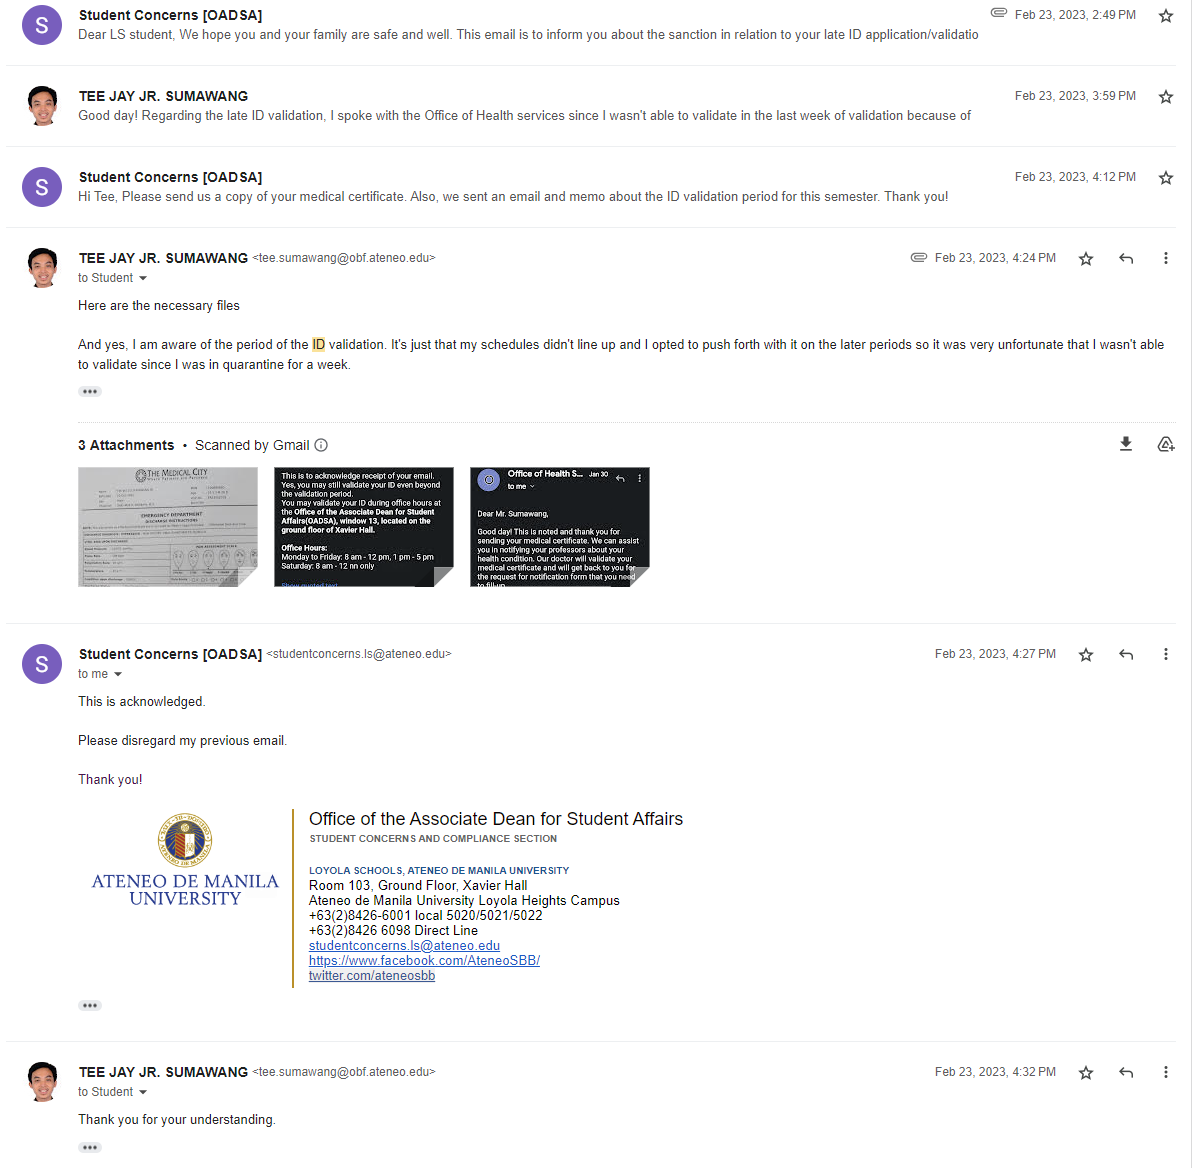 S
Student Concerns [OADSA]
Feb 23, 2023, 2:49 PM
Dear LS student, We hope you and your family are safe and well. This email is to inform you about the sanction in relation to your late ID application/validatio
TEE JAY JR. SUMAWANG
Feb 23, 2023, 3:59 PM
Good day! Regarding the late ID validation, I spoke with the Office of Health services since I wasn't able to validate in the last week of validation because of
S
Student Concerns [OADSA]
Feb 23, 2023, 4:12 PM
Hi Tee, Please send us a copy of your medical certificate. Also, we sent an email and memo about the ID validation period for this semester. Thank you!
TEE JAY JR. SUMAWANG <tee.sumawang@obf.ateneo.edu>
Feb 23, 2023, 4:24 PM
to Student
Here are the necessary files
And yes, I am aware of the period of the ID validation. It's just that my schedules didn't line up and I opted to push forth with it on the later periods so it was very unfortunate that I wasn't able
to validate since I was in quarantine for a week.
3 Attachments • Scanned by Gmail
THE MEDICAL CITY
EMERGENCY DEPARTMENT
DISCHARGE INSTRUCTIONS
This is to acknowledge receipt of your email.
Yes, you may still validate your ID even beyond
the validation period.
You may validate your ID during office hours at
the Office of the Associate Dean for Student
Affairs(OADSA), window 13, located on the
ground floor of Xavier Hall.
Office Hours:
Monday to Friday: 8 am - 12 pm, 1 pm - 5 pm
Saturday: 8 am - 12 nn only
Show quoted text
O
Office of Health S... Jan 30
to me
Dear Mr. Sumawang,
Good day! This is noted and thank you for
sending your medical certificate. We can assist
you in notifying your professors about your
health condition. Our doctor will validate your
medical certificate and will get back to you for
the request for notification form that you need
to fill-up
S
Student Concerns [OADSA] <studentconcerns.ls@ateneo.edu>
Feb 23, 2023, 4:27 PM
to me
This is acknowledged.
Please disregard my previous email.
Thank you!
ATENEO DE MANILA
UNIVERSITY
Office of the Associate Dean for Student Affairs
STUDENT CONCERNS AND COMPLIANCE SECTION
LOYOLA SCHOOLS, ATENEO DE MANILA UNIVERSITY
Room 103, Ground Floor, Xavier Hall
Ateneo de Manila University Loyola Heights Campus
+63(2)8426-6001 local 5020/5021/5022
+63(2)8426 6098 Direct Line
studentconcerns.ls@ateneo.edu
https://www.facebook.com/AteneoSBB/
twitter.com/ateneosbb
TEE JAY JR. SUMAWANG <tee.sumawang@obf.ateneo.edu>
Feb 23, 2023, 4:32 PM
to Student
Thank you for your understanding.